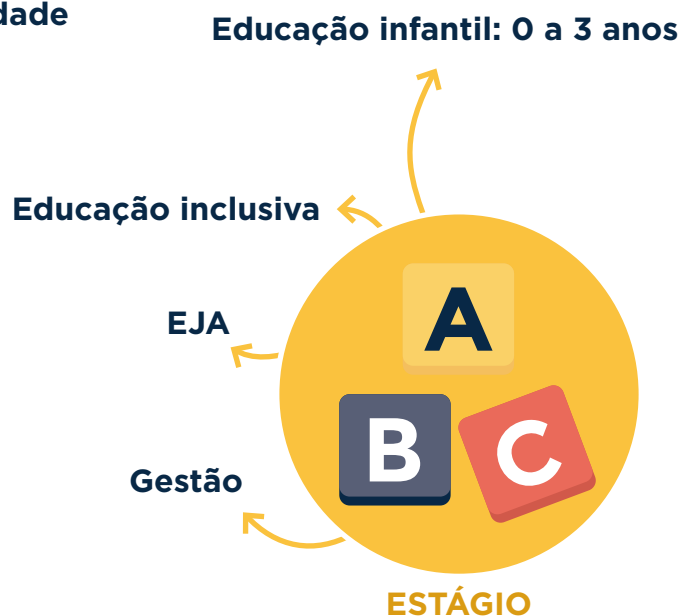 dade
Educação infantil: 0 a 3 anos
Educação inclusiva
EJA
Gestão
A
B
C
ESTÁGIO